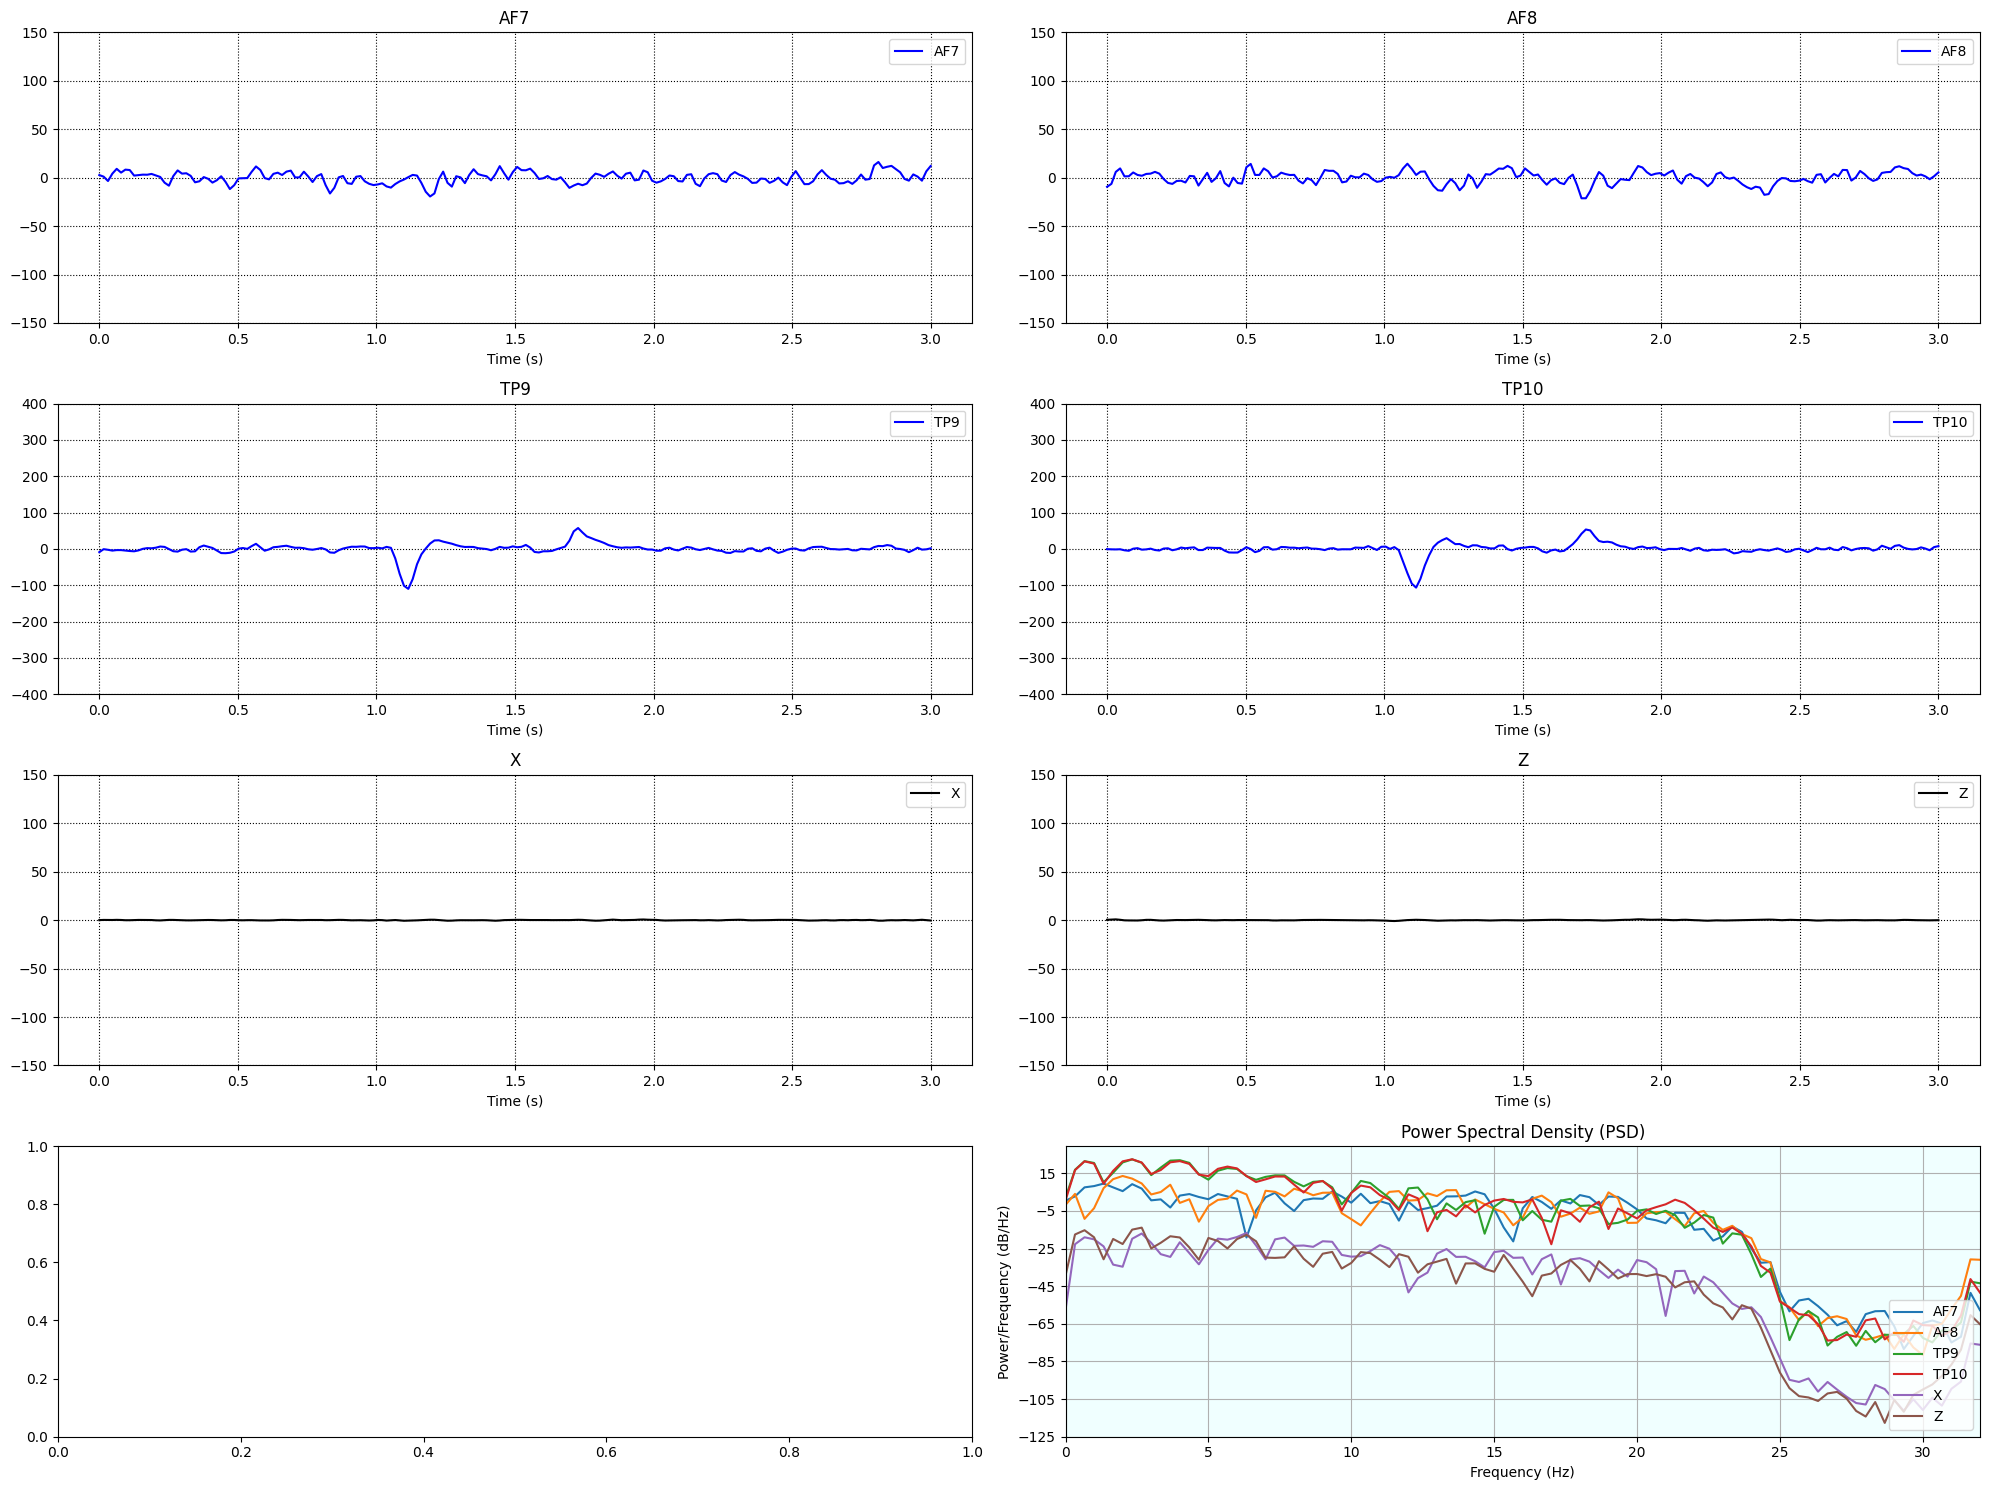 AF7
AF8
150
100
50
0
−50
−100
−150
AF7
0.0 0.5 1.0 1.5 2.0 2.5 3.0
Time (s)
150
100
50
0
−50
−100
−150
AF8
0.0 0.5 1.0 1.5 2.0 2.5 3.0
Time (s)
TP9
TP10
400
300
200
100
0
−100
−200
−300
−400
TP9
0.0 0.5 1.0 1.5 2.0 2.5 3.0
Time (s)
400
300
200
100
0
−100
−200
−300
−400
TP10
0.0 0.5 1.0 1.5 2.0 2.5 3.0
Time (s)
X
Z
150
100
50
0
−50
−100
−150
X
0.0 0.5 1.0 1.5 2.0 2.5 3.0
Time (s)
150
100
50
0
−50
−100
−150
Z
0.0 0.5 1.0 1.5 2.0 2.5 3.0
Time (s)
1.0
0.8
0.6
0.4
0.2
0.0
0.0 0.2 0.4 0.6 0.8 1.0
Power Spectral Density (PSD)
Power/Frequency (dB/Hz)
15
−5
−25
−45
−65
−85
−105
−125
AF7
AF8
TP9
TP10
X
Z
0 5 10 15 20 25 30
Frequency (Hz)